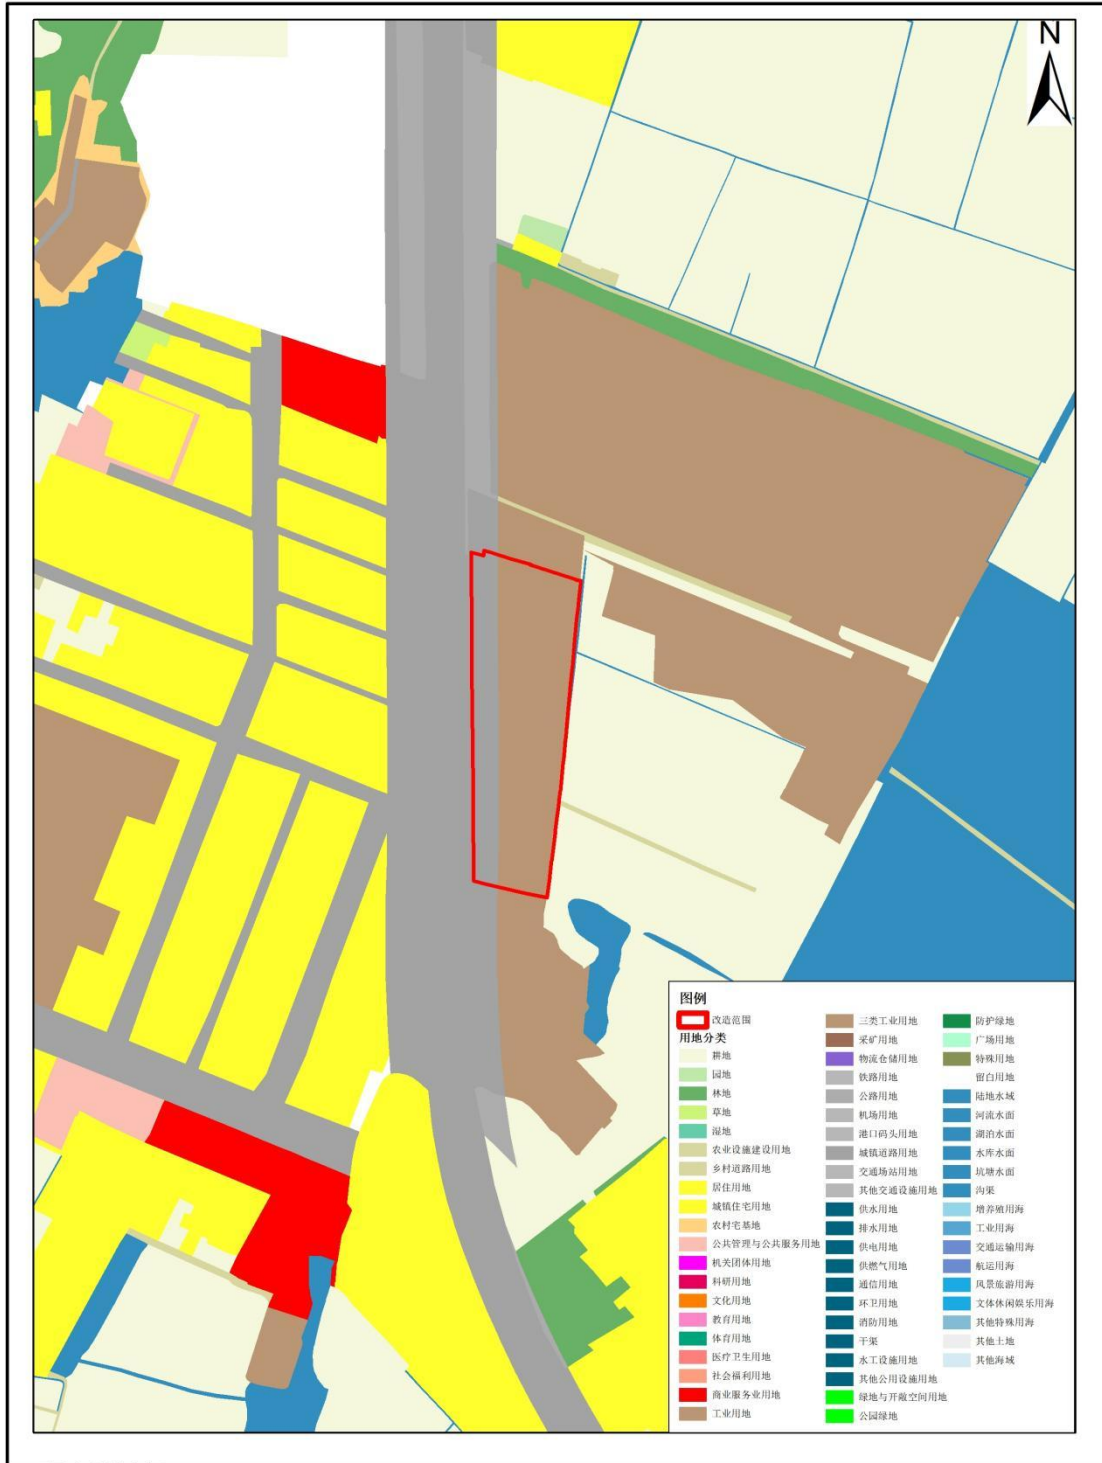 N
图例
改造范围
用地分类
耕地
园地
林地
草地
湿地
农业设施建设用地
乡村道路用地
居住用地
城镇住宅用地
农村宅基地
公共管理与公共服务用地
机关团体用地
科研用地
文化用地
教育用地
体育用地
医疗卫生用地
社会福利用地
商业服务业用地
工业用地
三类工业用地
采矿用地
物流仓储用地
铁路用地
公路用地
机场用地
港口码头用地
城镇道路用地
交通场站用地
其他交通设施用地
供水用地
排水用地
供电用地
供燃气用地
通信用地
环卫用地
消防用地
干渠
水工设施用地
其他公用设施用地
绿地与开敞空间用地
公园绿地
防护绿地
广场用地
特殊用地
留白用地
陆地水域
河流水面
湖泊水面
水库水面
坑塘水面
沟渠
增养殖用海
工业用海
交通运输用海
航运用海
风景旅游用海
文体休闲娱乐用海
其他特殊用海
其他土地
其他海域